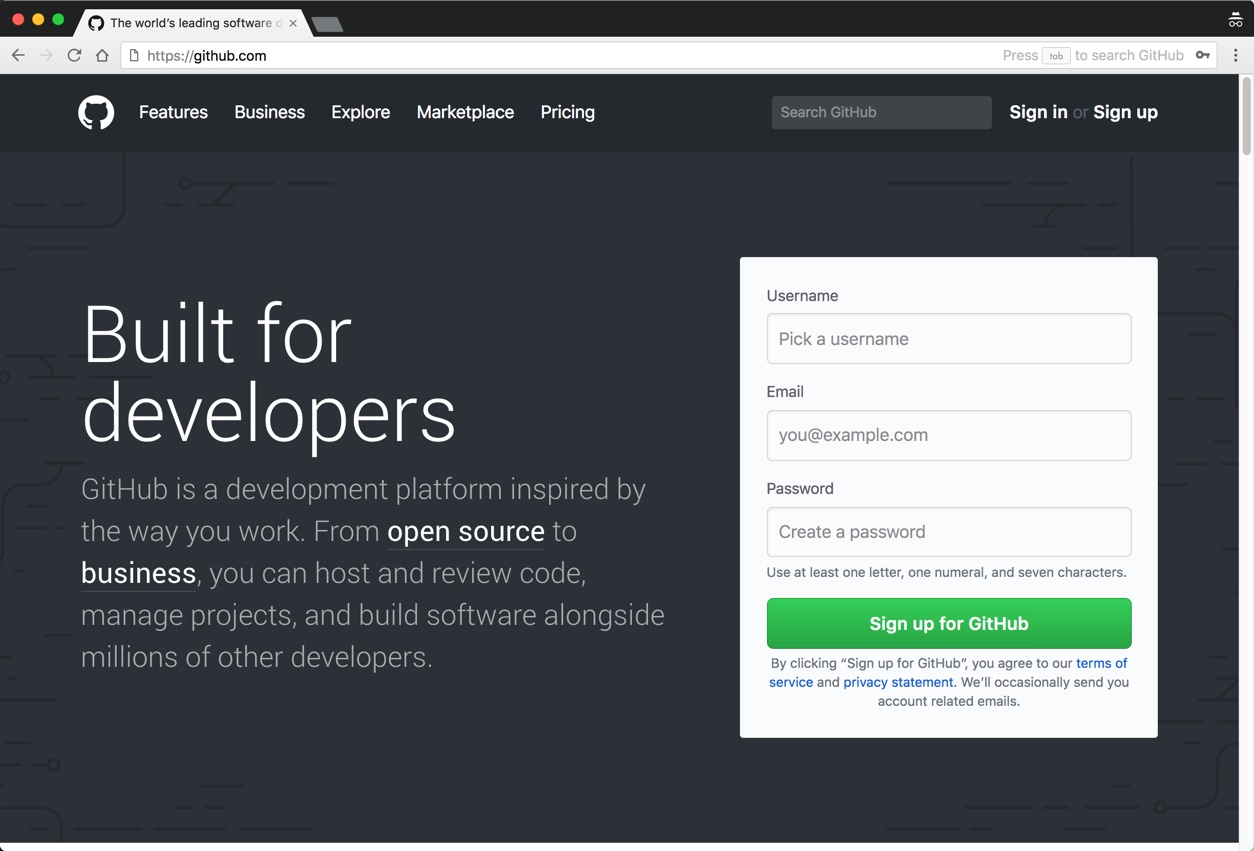 The world's leading software d
https://github.com
Press tab to search GitHub
Features Business Explore Marketplace Pricing
Search GitHub
Sign in or Sign up
Built for
developers
GitHub is a development platform inspired by
the way you work. From open source to
business, you can host and review code,
manage projects, and build software alongside
millions of other developers.
Username
Pick a username
Email
you@example.com
Password
Create a password
Use at least one letter, one numeral, and seven characters.
Sign up for GitHub
By clicking “Sign up for GitHub”, you agree to our terms of
service and privacy statement. We’ll occasionally send you
account related emails.